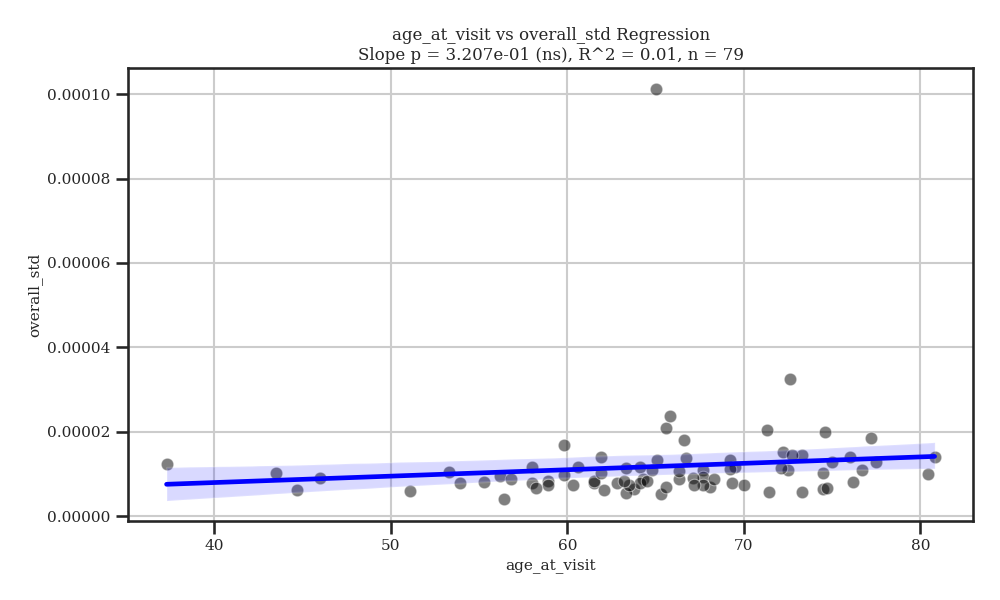 age_at_visit vs overall_std Regression
Slope p = 3.207e-01 (ns), R^2 = 0.01, n = 79
0.00010
0.00008
0.00006
0.00004
0.00002
0.00000
overall_std
40 50 60 70 80
age_at_visit